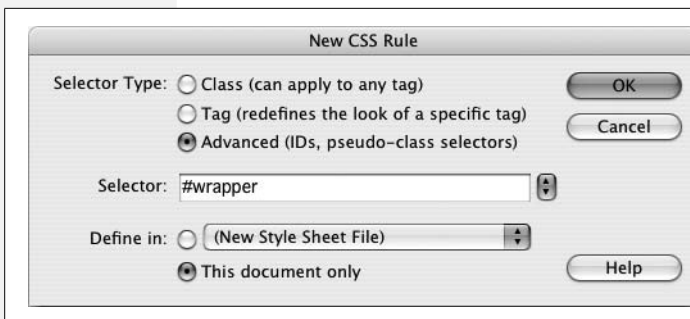 New CSS Rule
Selector Type: Class (can apply to any tag)
OK
Tag (redefines the look of a specific tag)
Advanced (IDs, pseudo-class selectors)
Cancel
Selector: #wrapper
Define in: (New Style Sheet File)
This document only
Help